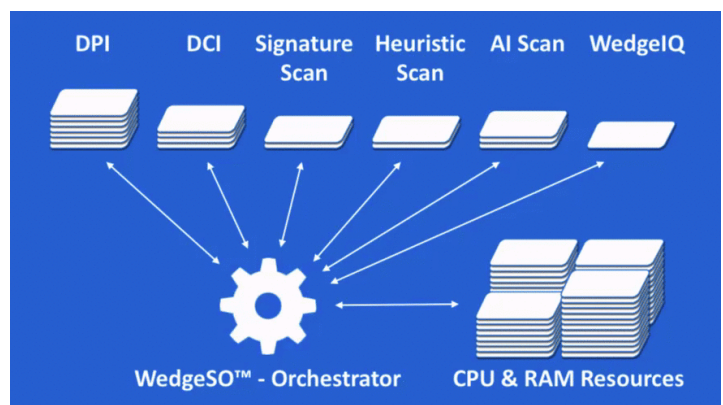 DPI
DCI
Signature
Scan
Heuristic
Scan
AI Scan
WedgeIQ
WedgeSO™ - Orchestrator
CPU & RAM Resources